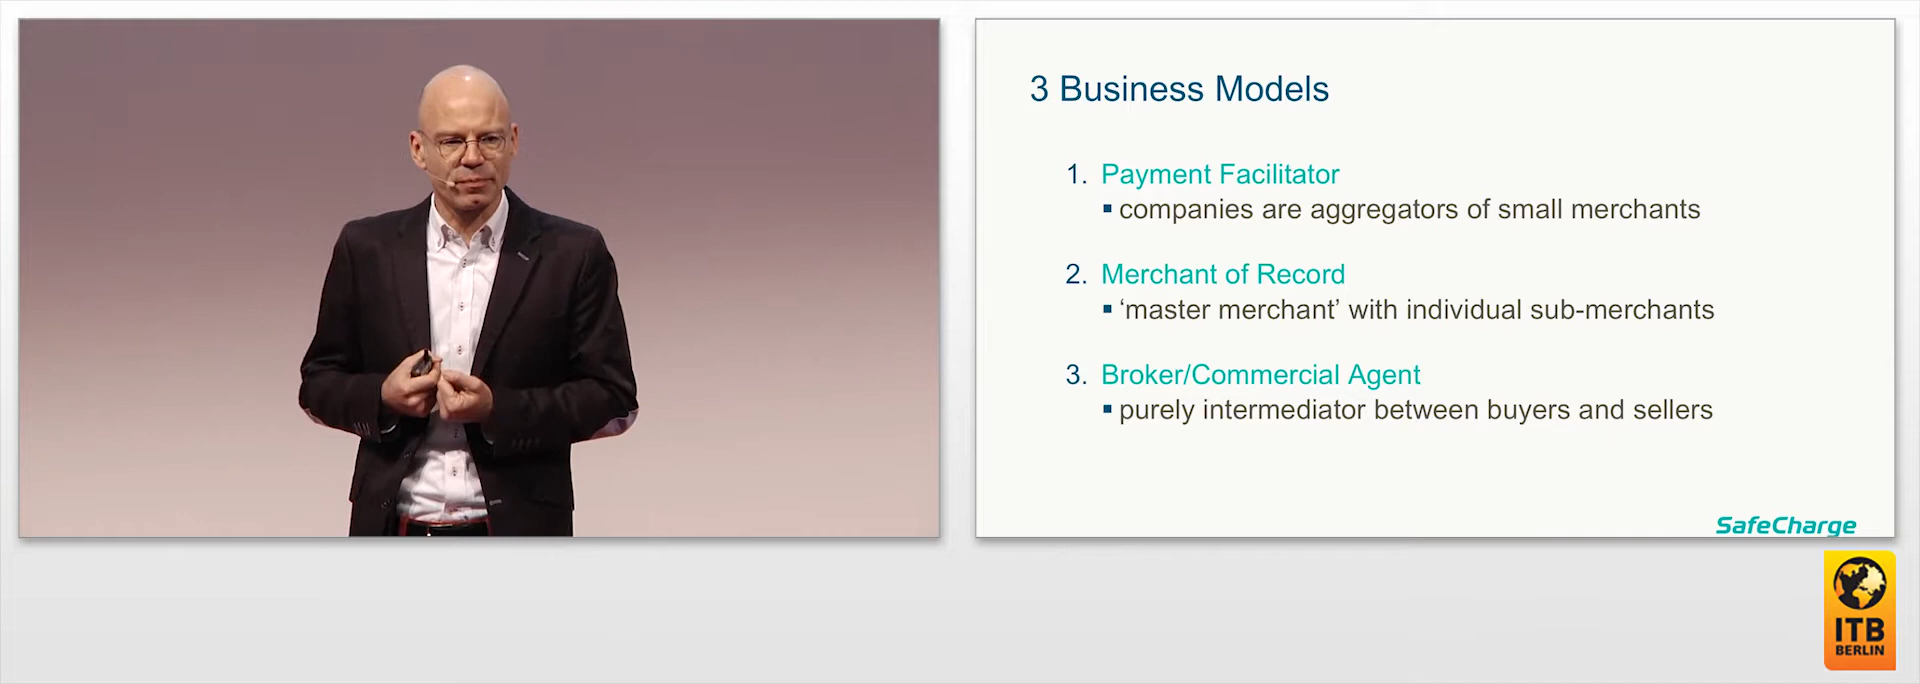 3 Business Models
1. Payment Facilitator
▪ companies are aggregators of small merchants
2. Merchant of Record
▪ ‘master merchant’ with individual sub-merchants
3. Broker/Commercial Agent
▪ purely intermediator between buyers and sellers
SafeCharge
ITB
BERLIN